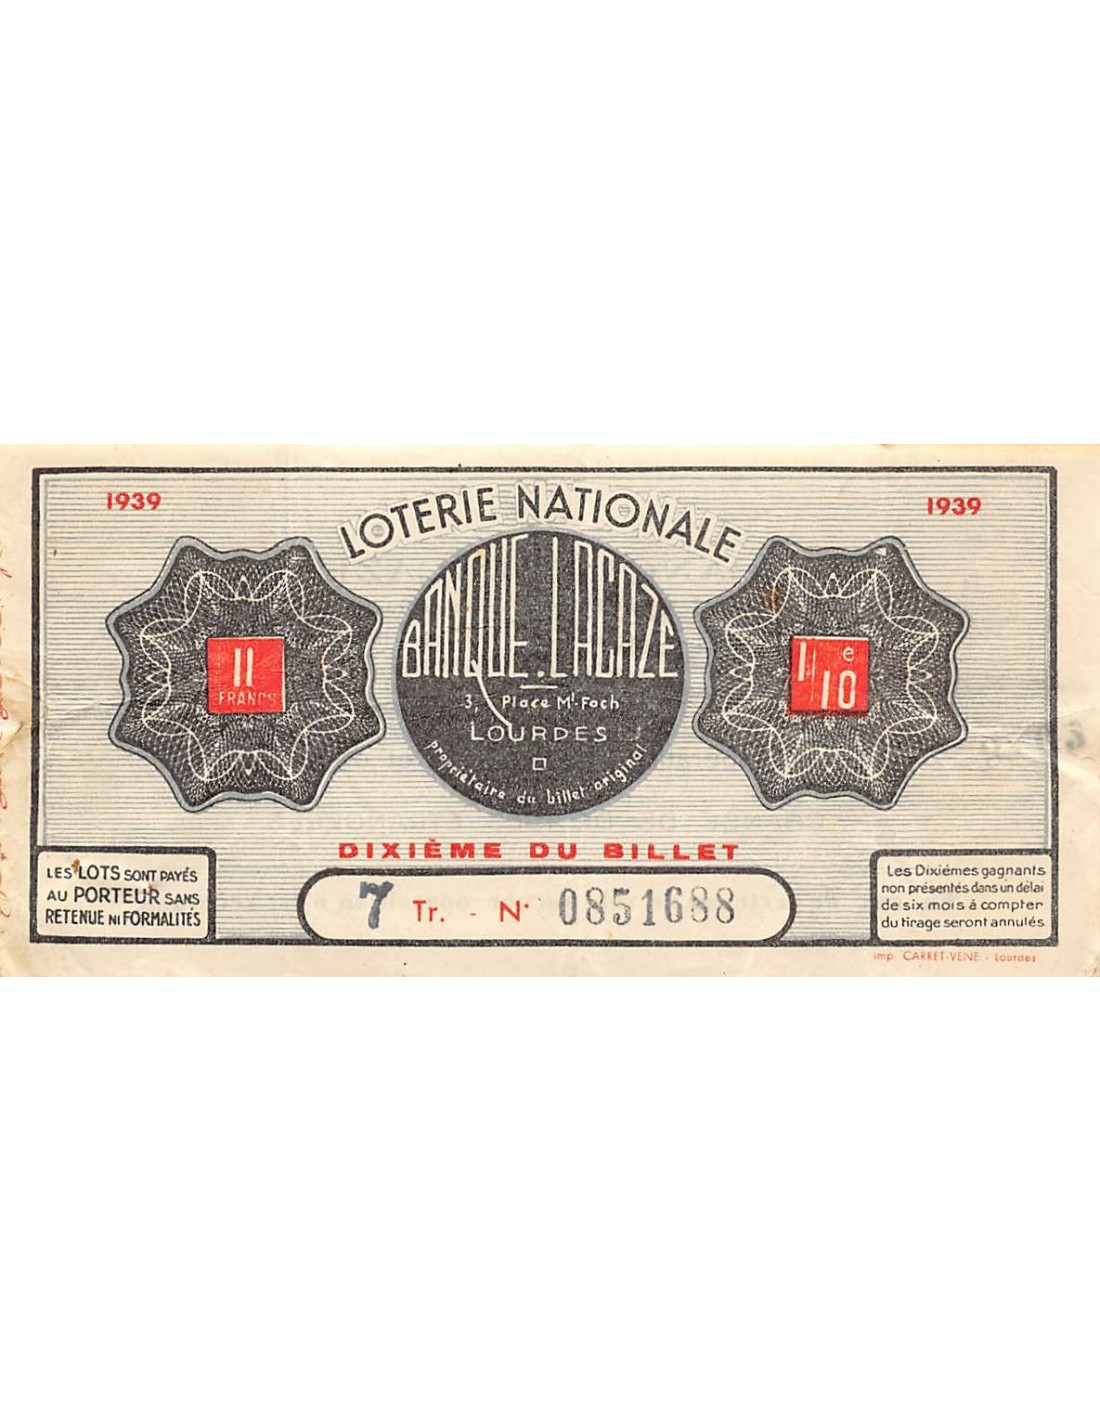 1939
LOTERIE NATIONALE
1939
BANQUE. LACAZE
3, Place Mal. Foch
LOURDES
propriétaire du billet original
11
FRANCS
1/10e
DIXIÈME DU BILLET
7 Tr. - N° 0851688
LES LOTS SONT PAYÉS
AU PORTEUR SANS
RETENUE NI FORMALITÉS
Les Dixièmes gagnants
non présentés dans un délai
de six mois à compter
du tirage seront annulés
imp CARRET-VENE - Lourdes